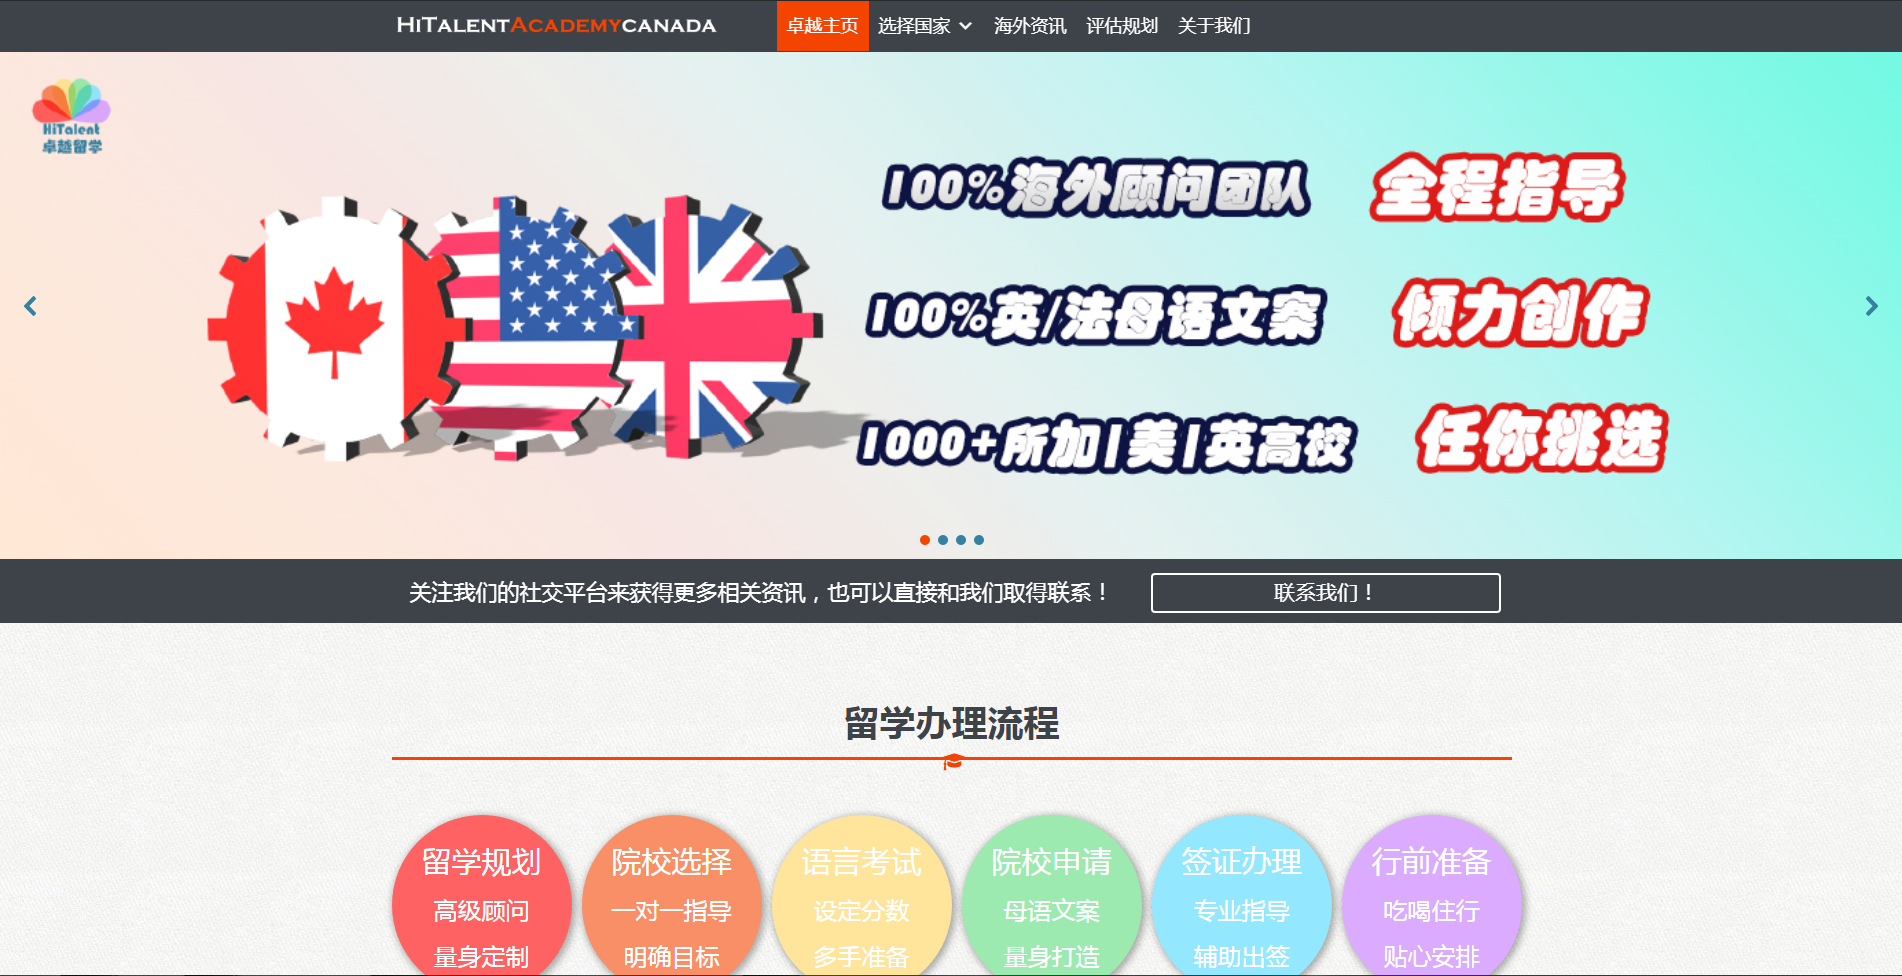 HITALENTACADEMYCANADA
卓越主页 选择国家 海外资讯 评估规划 关于我们
HiTalent
卓越留学
100%海外顾问团队 全程指导
100%英/法母语文案 倾力创作
1000+所加|美|英高校 任你挑选
关注我们的社交平台来获得更多相关资讯，也可以直接和我们取得联系！ 联系我们！
留学办理流程
留学规划 院校选择 语言考试 院校申请 签证办理 行前准备
高级顾问 一对一指导 设定分数 母语文案 专业指导 吃喝住行
量身定制 明确目标 多手准备 量身打造 辅助出签 贴心安排